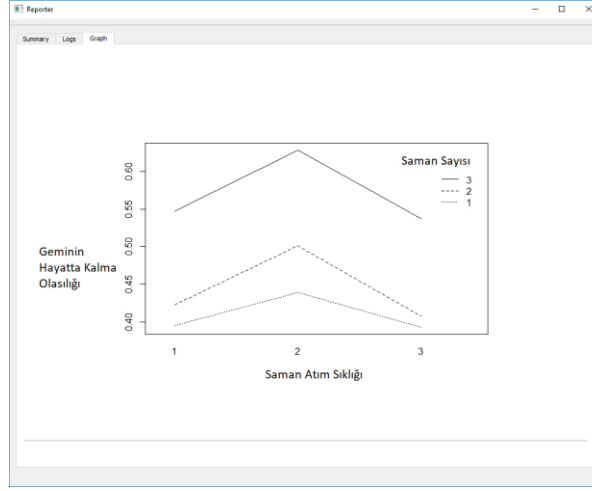 Reporter
Summary Logs Graph
Saman Sayısı
3
2
1
0.60
0.55
0.50
0.45
0.40
Geminin
Hayatta Kalma
Olasılığı
1 2 3
Saman Atım Sıklığı